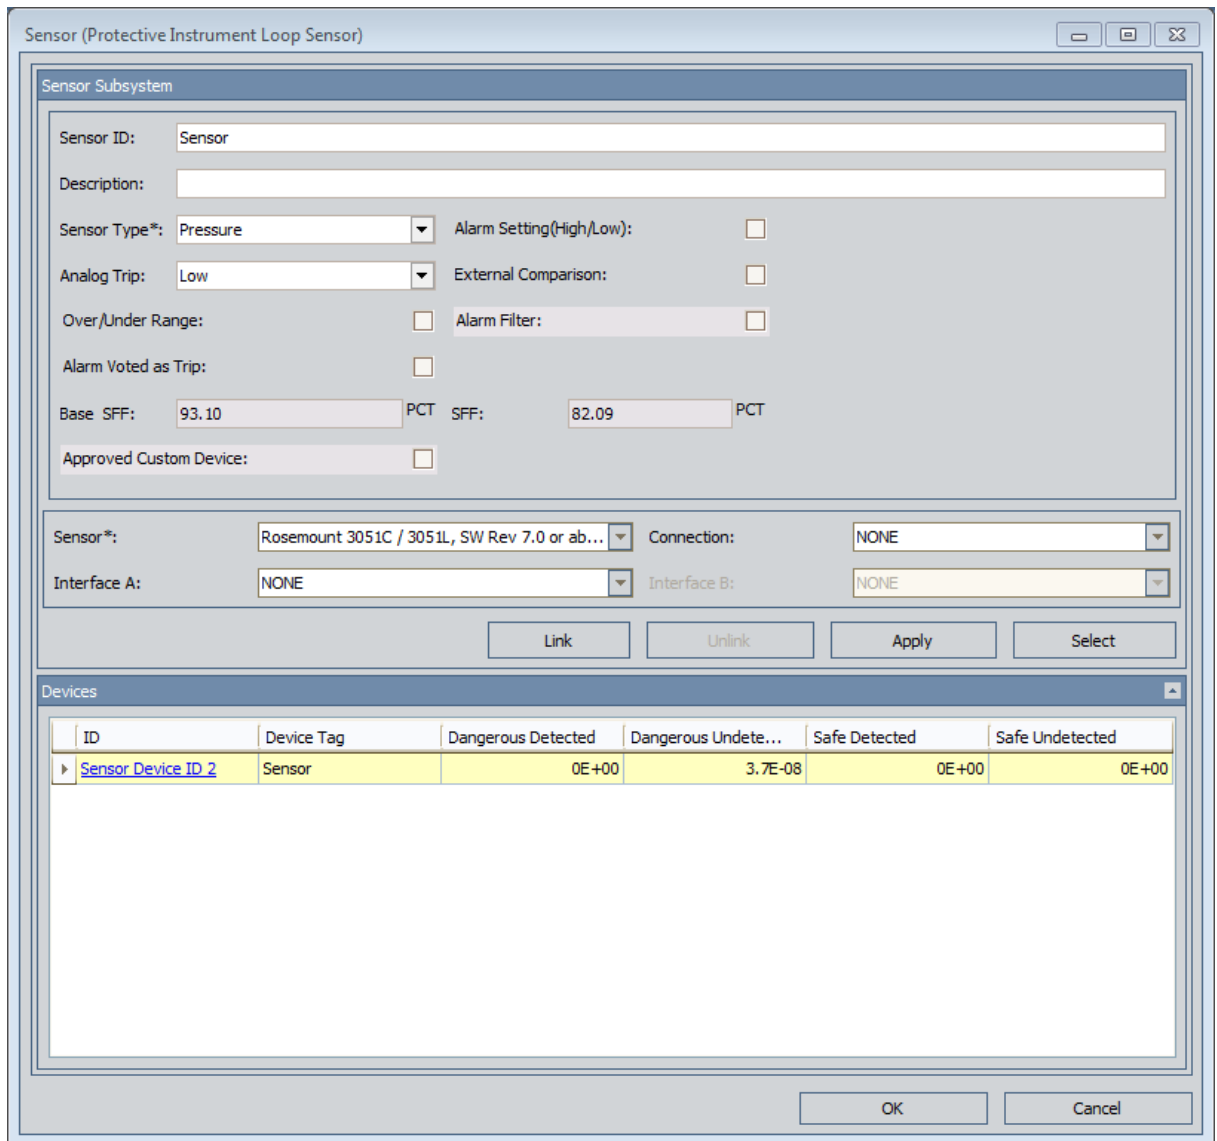 Sensor (Protective Instrument Loop Sensor)
Sensor Subsystem
Sensor ID: Sensor
Description:
Sensor Type*: Pressure Alarm Setting(High/Low):
Analog Trip: Low External Comparison:
Over/Under Range: Alarm Filter:
Alarm Voted as Trip:
Base SFF: 93.10 PCT SFF: 82.09 PCT
Approved Custom Device:
Sensor*: Rosemount 3051C / 3051L, SW Rev 7.0 or ab... Connection: NONE
Interface A: NONE Interface B: NONE
Link Unlink Apply Select
Devices
ID Device Tag Dangerous Detected Dangerous Undete... Safe Detected Safe Undetected
Sensor Device ID 2 Sensor 0E+00 3.7E-08 0E+00 0E+00
OK Cancel